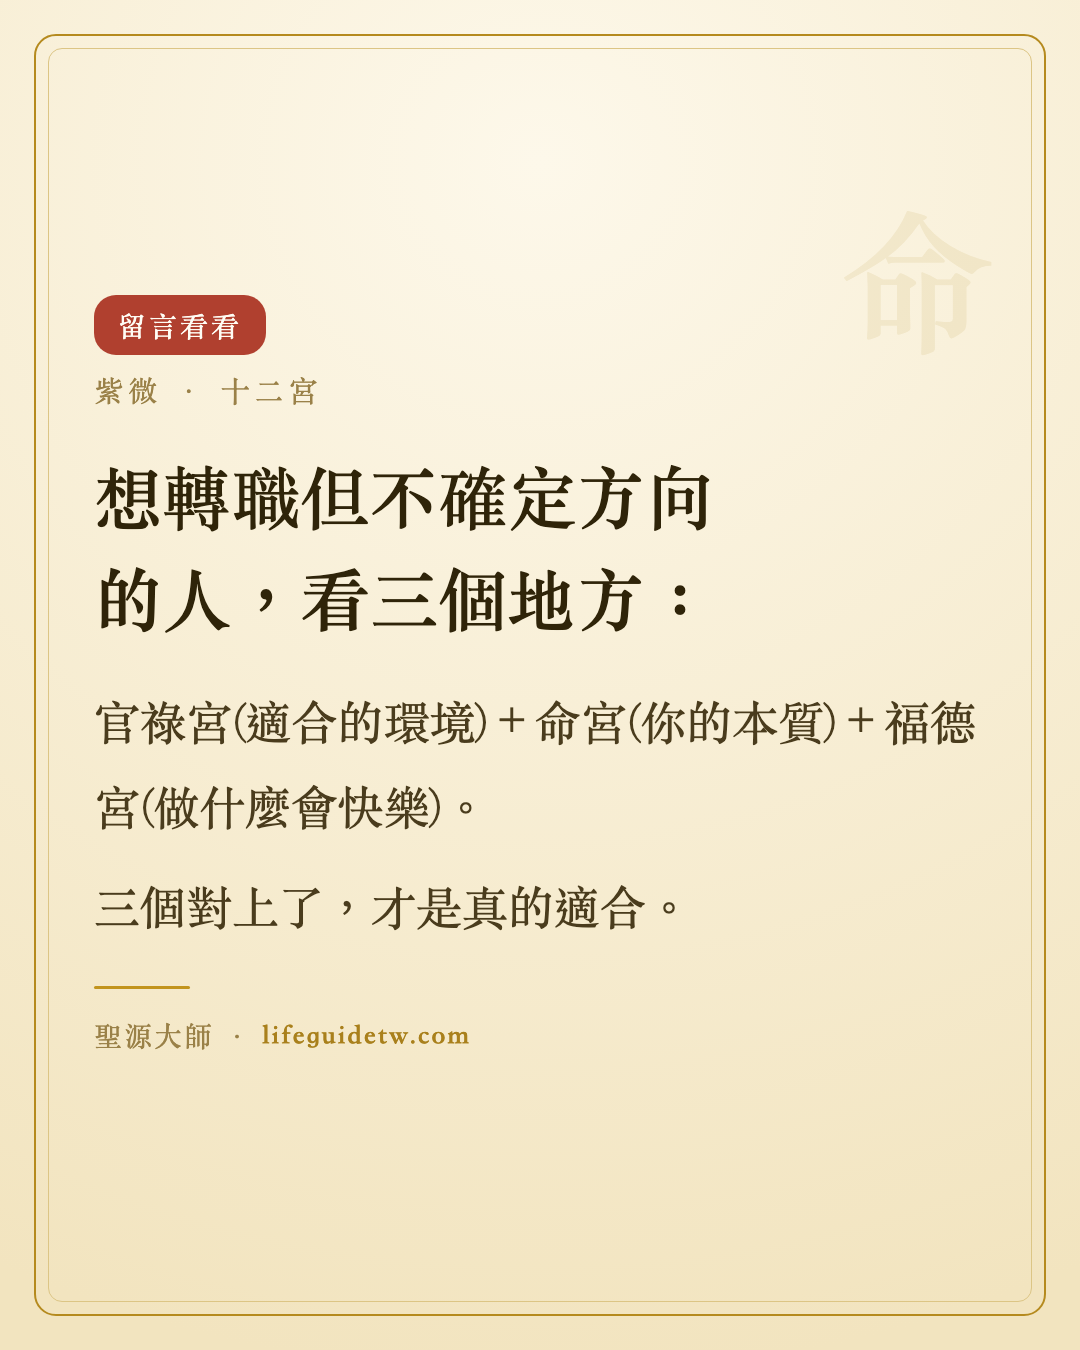 命
留言看看
紫微 · 十二宮
想轉職但不確定方向
的人，看三個地方：
官祿宮(適合的環境)＋命宮(你的本質)＋福德
宮(做什麼會快樂)。
三個對上了，才是真的適合。
聖源大師 · lifeguidetw.com